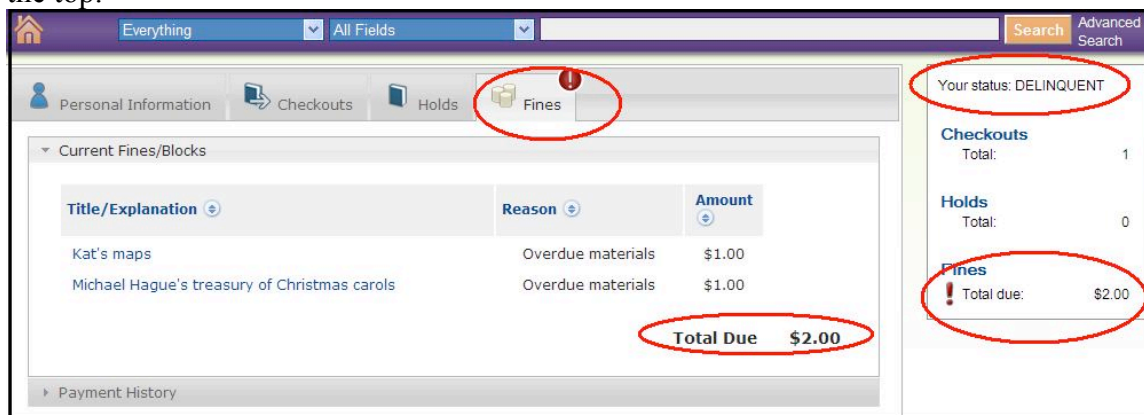 the top.
Everything All Fields Search Advanced Search
Personal Information Checkouts Holds Fines
Current Fines/Blocks
Title/Explanation Reason Amount
Kat's maps Overdue materials $1.00
Michael Hague's treasury of Christmas carols Overdue materials $1.00
Total Due $2.00
Payment History
Your status: DELINQUENT
Checkouts
Total: 1
Holds
Total: 0
Fines
Total due: $2.00